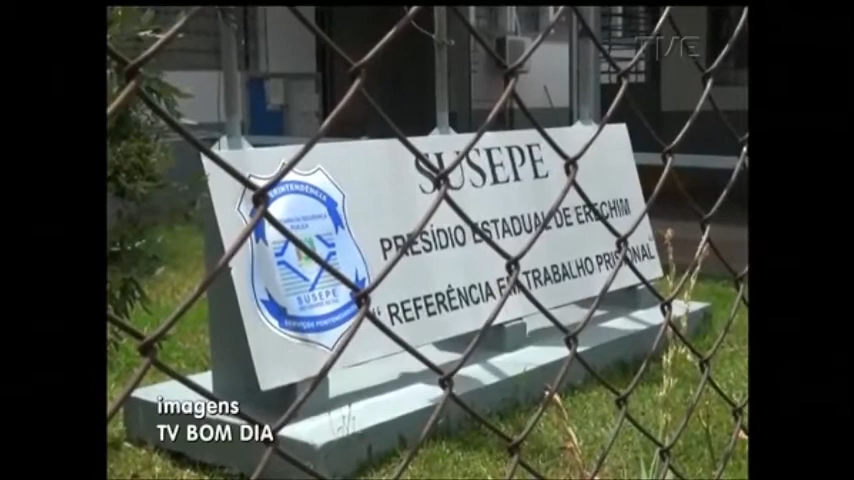 TVE
SUSEPE
PRESÍDIO ESTADUAL DE ERECHIM
“ REFERÊNCIA EM TRABALHO PRISIONAL
SUSEPE
imagens
TV BOM DIA